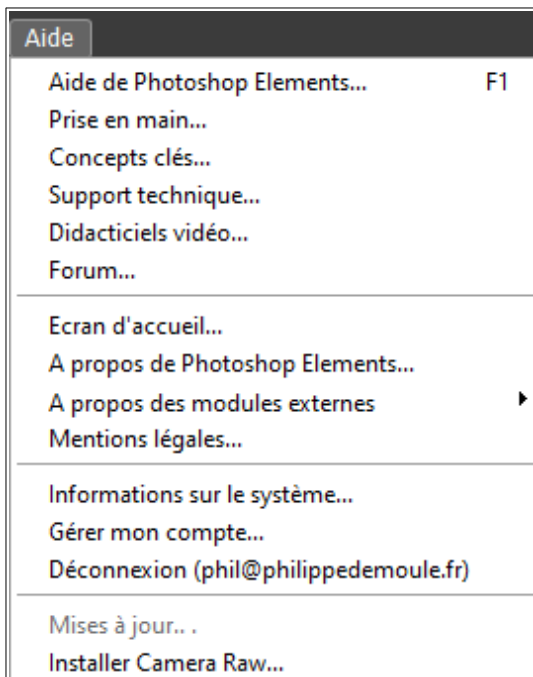 Aide
Aide de Photoshop Elements... F1
Prise en main...
Concepts clés...
Support technique...
Didacticiels vidéo...
Forum...
Ecran d'accueil...
A propos de Photoshop Elements...
A propos des modules externes
Mentions légales...
Informations sur le système...
Gérer mon compte...
Déconnexion (phil@philippedemoule.fr)
Mises à jour.. .
Installer Camera Raw...